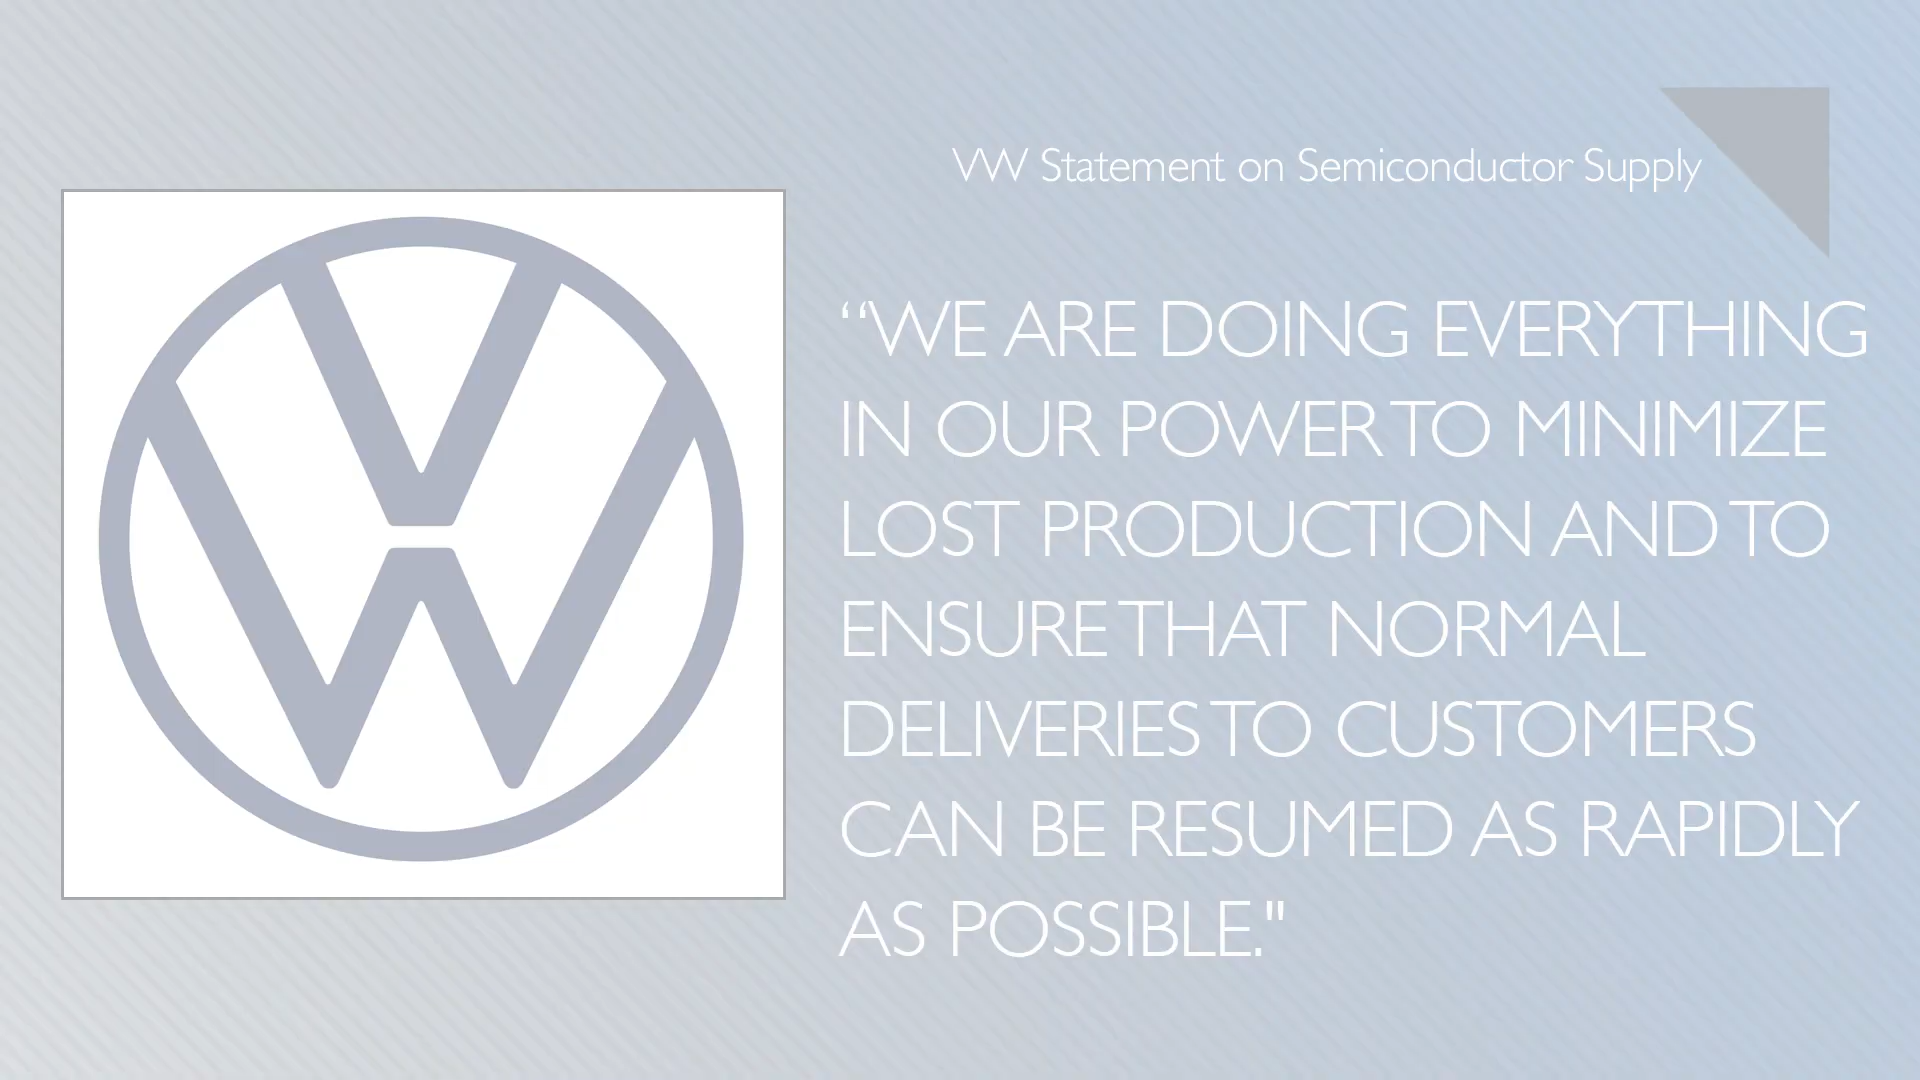 VW Statement on Semiconductor Supply
“WE ARE DOING EVERYTHING
IN OUR POWER TO MINIMIZE
LOST PRODUCTION AND TO
ENSURE THAT NORMAL
DELIVERIES TO CUSTOMERS
CAN BE RESUMED AS RAPIDLY
AS POSSIBLE."